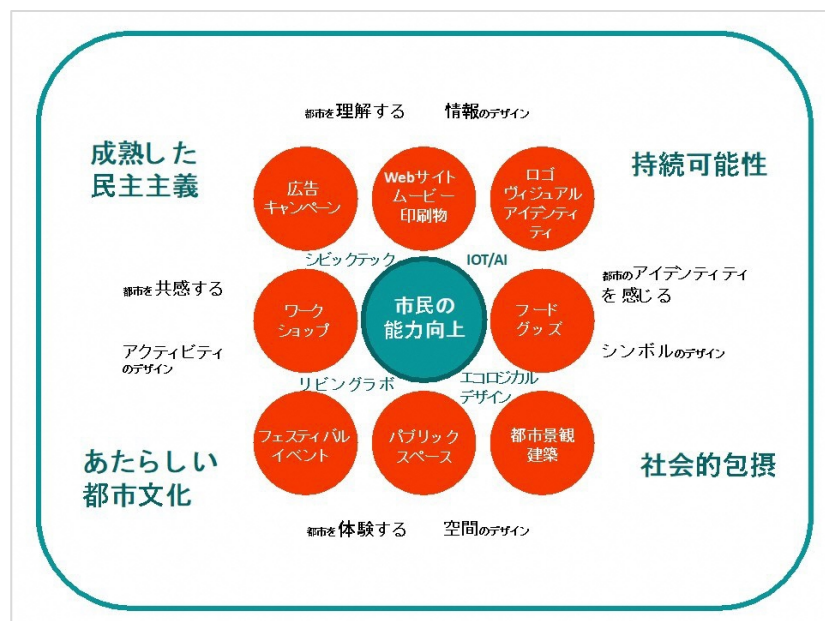 都市を理解する 情報のデザイン
成熟した
民主主義
持続可能性
広告
キャンペーン
Webサイト
ムービー
印刷物
ロゴ
ヴィジュアル
アイデンティ
ティ
シビックテック
IOT/AI
都市を共感する
都市のアイデンティティ
を感じる
ワーク
ショップ
市民の
能力向上
フード
グッズ
アクティビティ
のデザイン
シンボルのデザイン
リビングラボ
エコロジカル
デザイン
フェスティバル
イベント
パブリック
スペース
都市景観
建築
あたらしい
都市文化
社会的包摂
都市を体験する 空間のデザイン